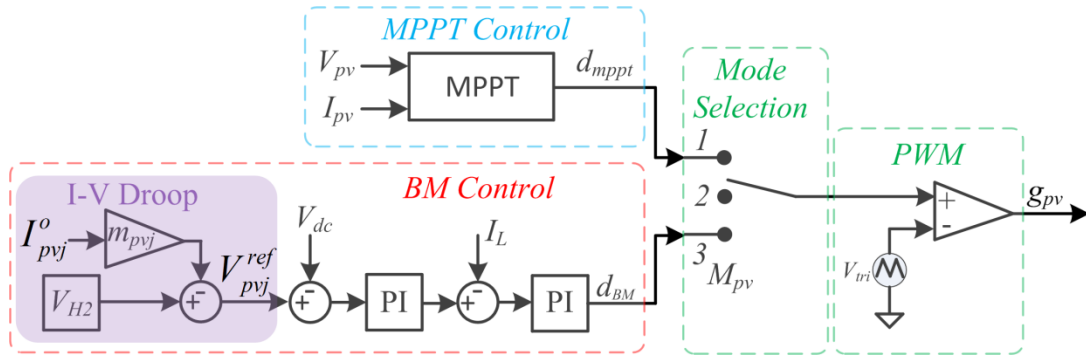 MPPT Control
V_pv
I_pv
MPPT
d_mppt
Mode
Selection
1
2
3
M_pv
PWM
+
-
V_tri
g_pv
I-V Droop
BM Control
I^o_pvj
m_pvj
V_H2
+
-
V^ref_pvj
V_dc
+
-
PI
I_L
+
-
PI
d_BM